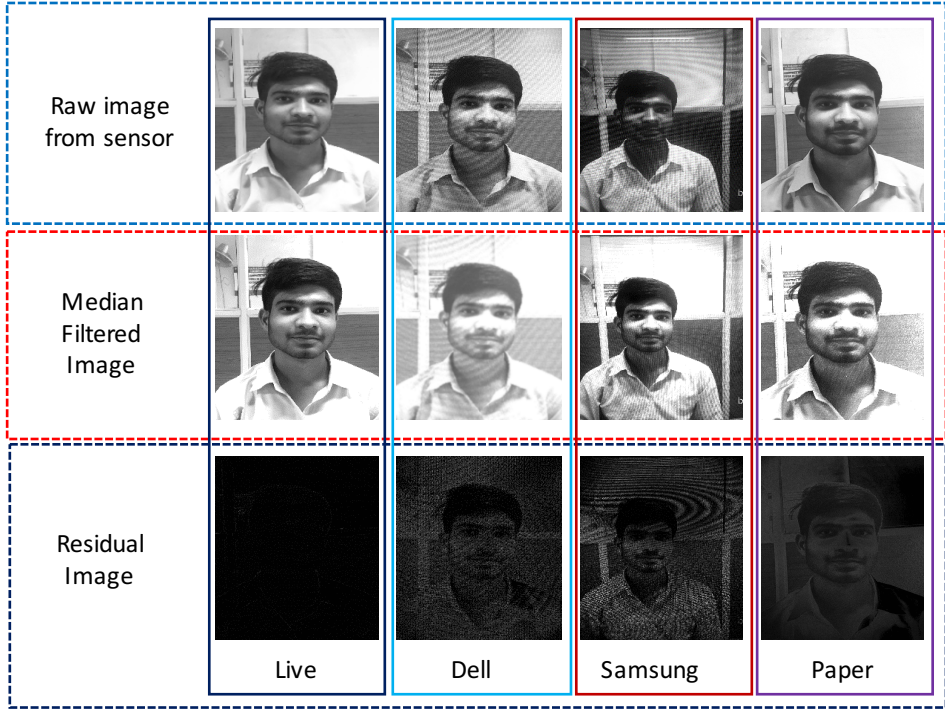 Raw image
from sensor
Median
Filtered
Image
Residual
Image
Live
Dell
Samsung
Paper